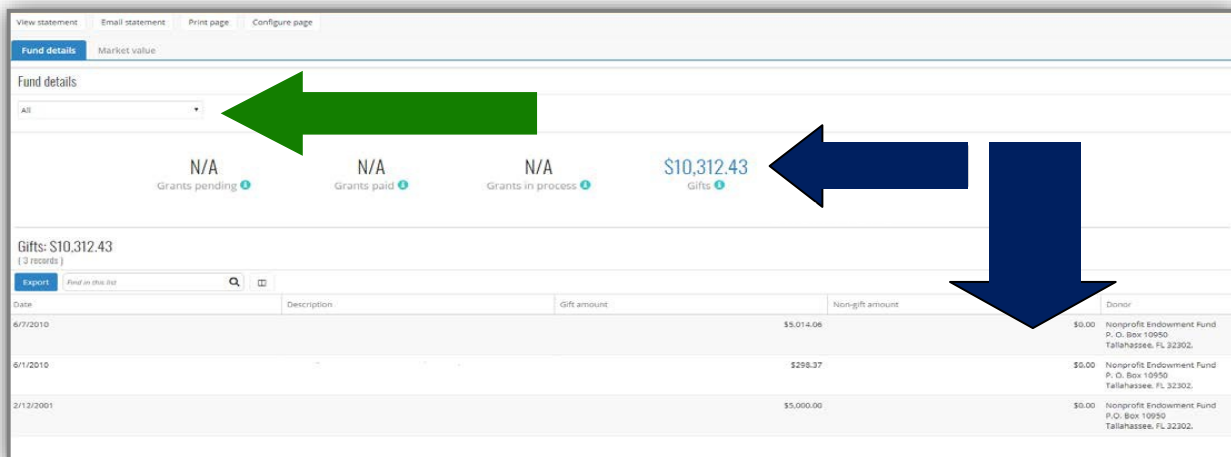 View statement Email statement Print page Configure page
Fund details Market value
Fund details
All
N/A N/A N/A $10,312.43
Grants pending Grants paid Grants in process Gifts
Gifts: $10,312.43
( 3 records )
Export Find in this list
Date Description Gift amount Non-gift amount Donor
6/7/2010 $5,014.06 $0.00 Nonprofit Endowment Fund
P. O. Box 10950
Tallahassee, FL 32302,
6/1/2010 $298.37 $0.00 Nonprofit Endowment Fund
P. O. Box 10950
Tallahassee, FL 32302,
2/12/2001 $5,000.00 $0.00 Nonprofit Endowment Fund
P.O. Box 10950
Tallahassee, FL 32302,